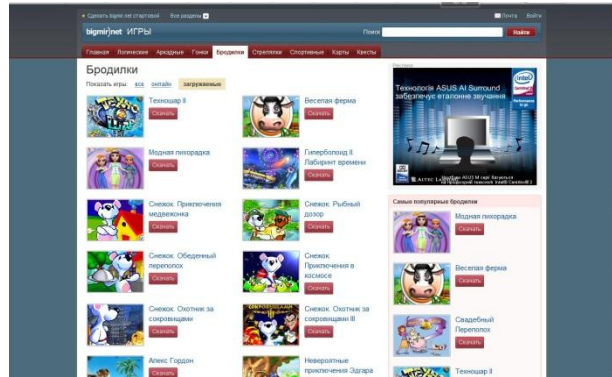 Сделать bigmir.net стартовой
Все разделы
Почта
Войти
bigmir)net ИГРЫ
Поиск
Найти
Главная
Логические
Аркадные
Гонки
Бродилки
Стрелялки
Спортивные
Карты
Квесты
Бродилки
Показать игры: все онлайн загружаемые
Техношар II
Скачать
Веселая ферма
Скачать
Модная лихорадка
Скачать
Гиперболоид II.
Лабиринт времени
Скачать
Снежок. Приключения
медвежонка
Скачать
Снежок. Рыбный
дозор
Скачать
Снежок. Обеденный
переполох
Скачать
Снежок.
Приключения в
космосе
Скачать
Снежок. Охотник за
сокровищами
Скачать
Снежок. Охотник за
сокровищами III
Скачать
Алекс Гордон
Скачать
Невероятные
приключения Эдгара
Скачать
Реклама
Технологія ASUS AI Surround
забезпечує еталонне звучання
intel
ALTEC
Самые популярные бродилки
Модная лихорадка
Скачать
Веселая ферма
Скачать
Свадебный
Переполох
Скачать
Техношар II
Скачать